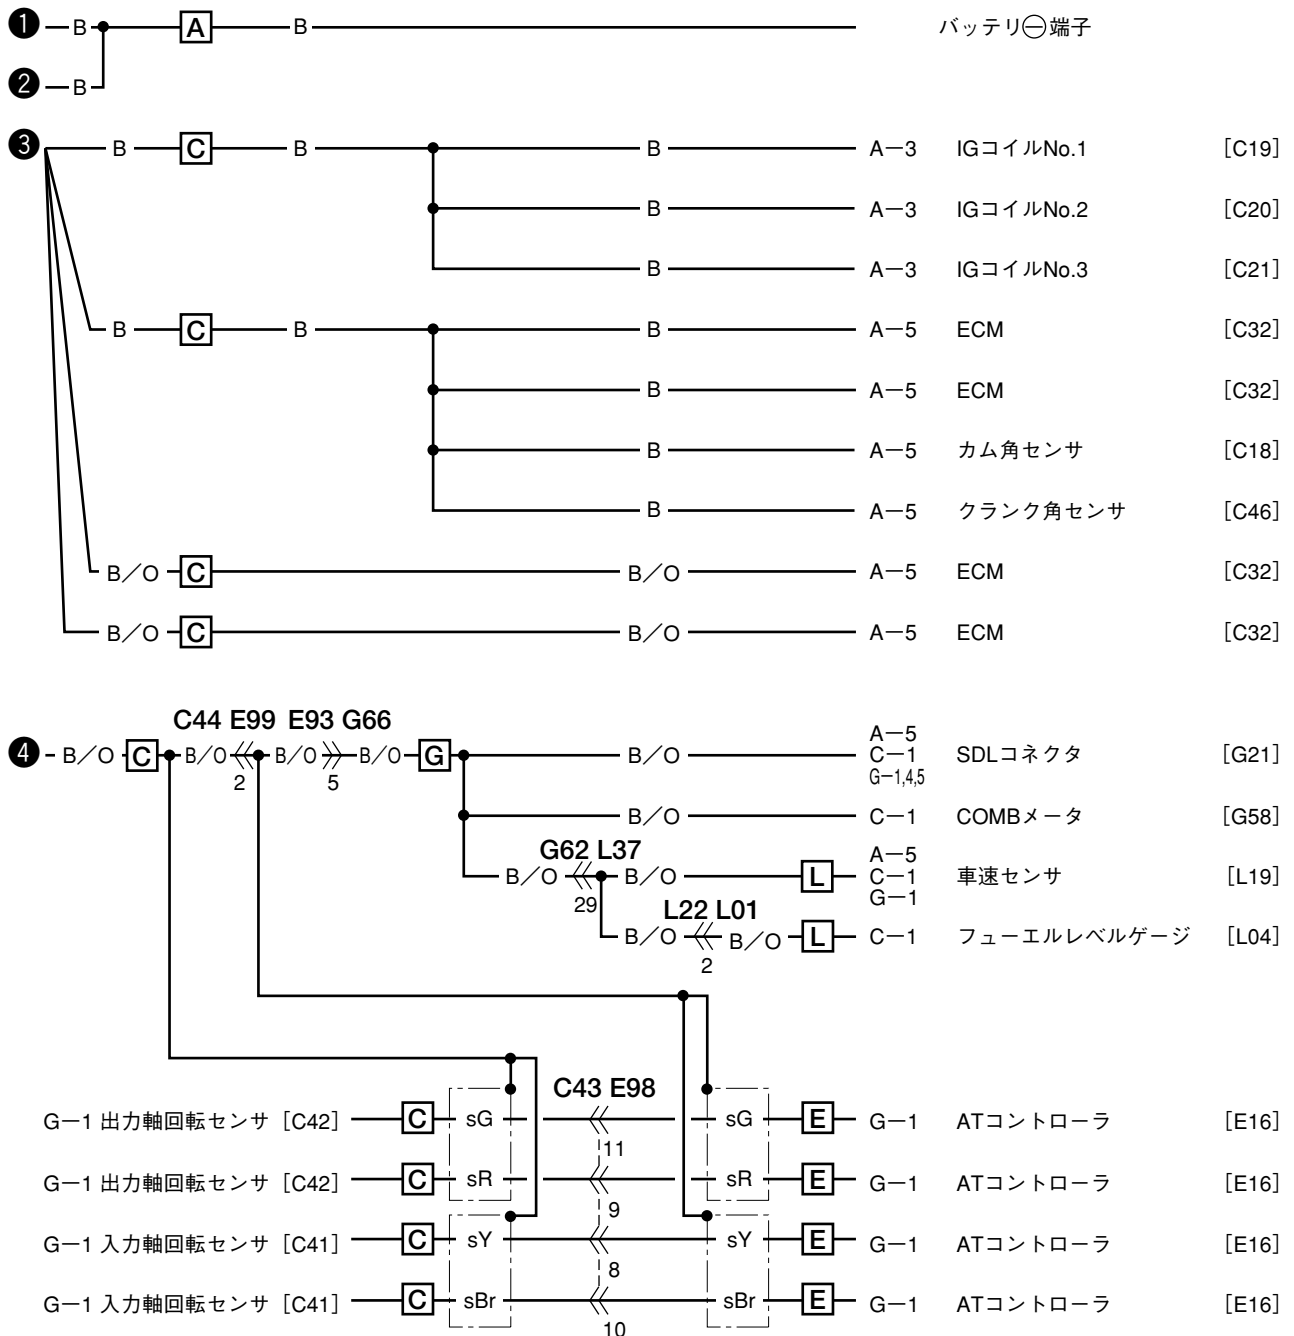 ❶ B A B バッテリ㊀端子
❷ B
❸ B C B B A－3 IGコイルNo.1 [C19]
B A－3 IGコイルNo.2 [C20]
B A－3 IGコイルNo.3 [C21]
B C B B A－5 ECM [C32]
B A－5 ECM [C32]
B A－5 カム角センサ [C18]
B A－5 クランク角センサ [C46]
B／O C B／O A－5 ECM [C32]
B／O C B／O A－5 ECM [C32]
C44 E99 E93 G66
A－5
❹ B／O C B／O B／O B／O G B／O C－1 SDLコネクタ [G21]
2 5 G－1,4,5
B／O C－1 COMBメータ [G58]
G62 L37 A－5
B／O B／O L C－1 車速センサ [L19]
29 G－1
L22 L01
B／O B／O L C－1 フューエルレベルゲージ [L04]
2
C43 E98
G－1 出力軸回転センサ [C42] C sG sG E G－1 ATコントローラ [E16]
11
G－1 出力軸回転センサ [C42] C sR sR E G－1 ATコントローラ [E16]
9
G－1 入力軸回転センサ [C41] C sY sY E G－1 ATコントローラ [E16]
8
G－1 入力軸回転センサ [C41] C sBr sBr E G－1 ATコントローラ [E16]
10